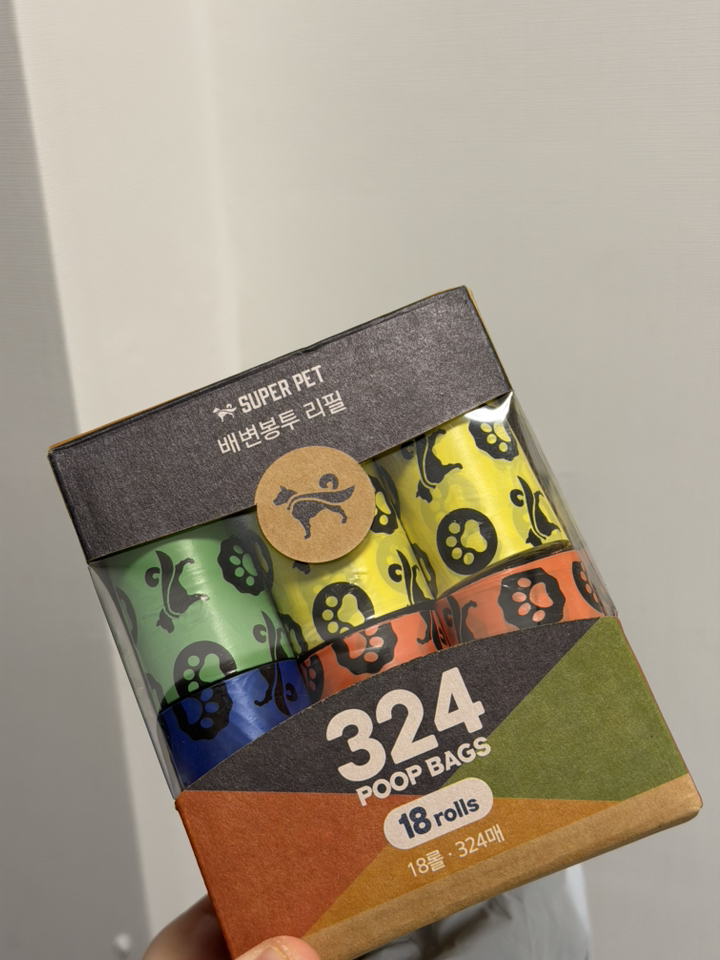 SUPER PET
배변봉투 리필
324
POOP BAGS
18 rolls
18롤 · 324매